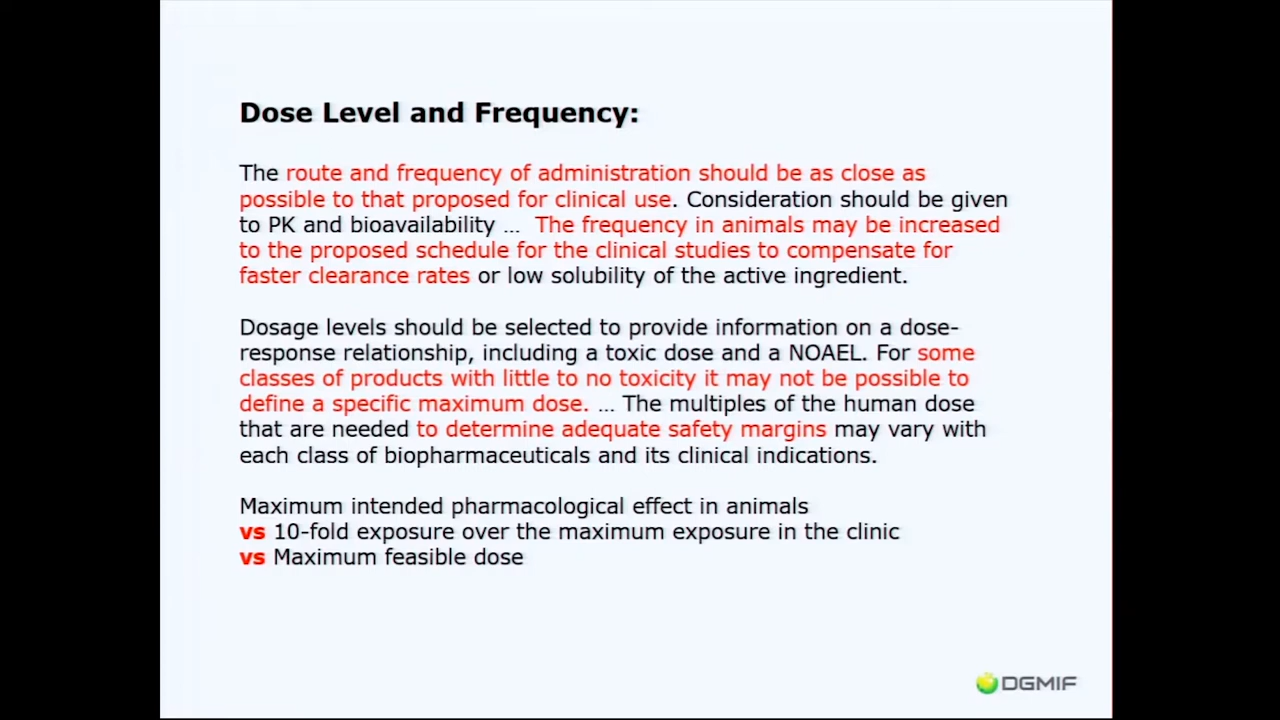 Dose Level and Frequency:
The route and frequency of administration should be as close as
possible to that proposed for clinical use. Consideration should be given
to PK and bioavailability … The frequency in animals may be increased
to the proposed schedule for the clinical studies to compensate for
faster clearance rates or low solubility of the active ingredient.
Dosage levels should be selected to provide information on a dose-
response relationship, including a toxic dose and a NOAEL. For some
classes of products with little to no toxicity it may not be possible to
define a specific maximum dose. … The multiples of the human dose
that are needed to determine adequate safety margins may vary with
each class of biopharmaceuticals and its clinical indications.
Maximum intended pharmacological effect in animals
vs 10-fold exposure over the maximum exposure in the clinic
vs Maximum feasible dose
DGMIF